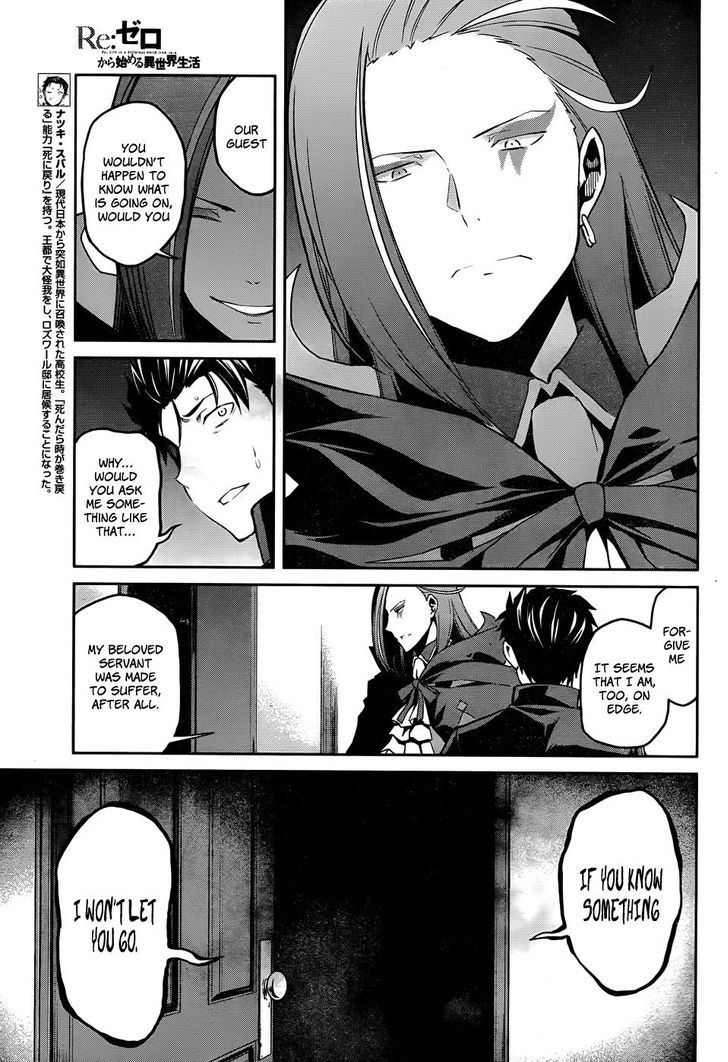 Re:ゼロ
から始める異世界生活
ナツキ・スバル／現代日本から突如異世界に召喚された高校生。「死んだら時が巻き戻
る」能力「死に戻り」を持つ。王都で大怪我をし、ロズワール邸に居候することになった。
OUR
GUEST
YOU
WOULDN'T
HAPPEN TO
KNOW WHAT
IS GOING ON,
WOULD YOU
WHY...
WOULD
YOU ASK
ME SOME-
THING LIKE
THAT...
FOR-
GIVE
ME
IT SEEMS
THAT I AM,
TOO, ON
EDGE.
MY BELOVED
SERVANT
WAS MADE
TO SUFFER,
AFTER ALL.
IF YOU KNOW
SOMETHING
I WON'T LET
YOU GO.